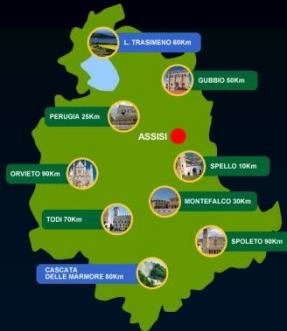 L. TRASIMENO 60Km
GUBBIO 50Km
PERUGIA 25Km
ASSISI
SPELLO 10Km
ORVIETO 90Km
MONTEFALCO 30Km
TODI 70Km
SPOLETO 90Km
CASCATA
DELLE MARMORE 80Km